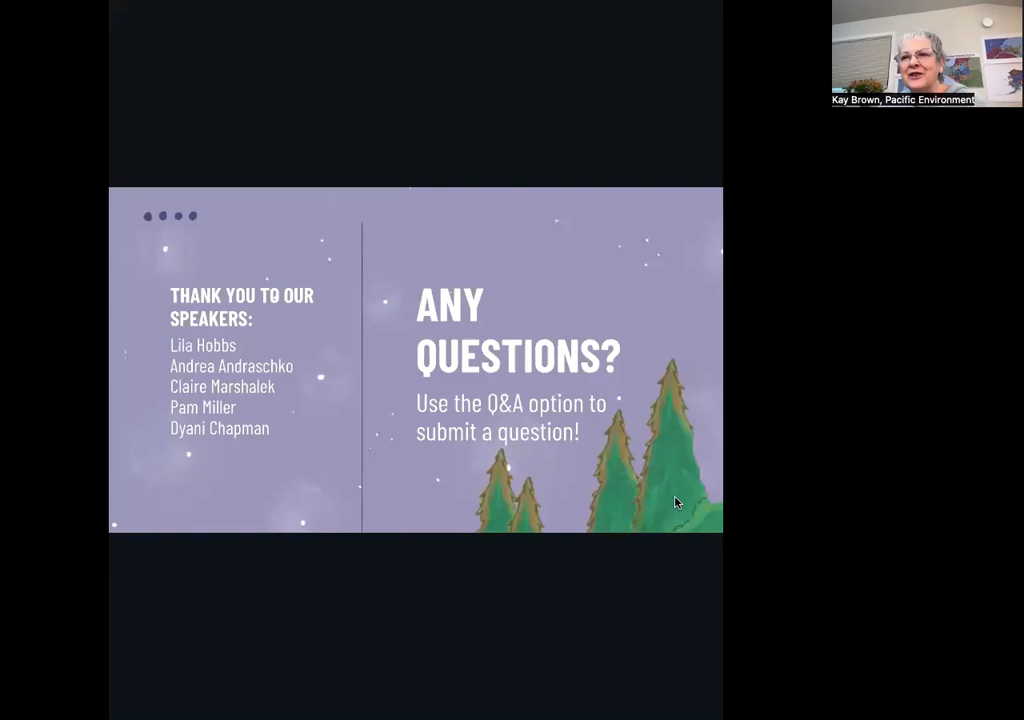 Kay Brown, Pacific Environment
THANK YOU TO OUR
SPEAKERS:
Lila Hobbs
Andrea Andraschko
Claire Marshalek
Pam Miller
Dyani Chapman
ANY
QUESTIONS?
Use the Q&A option to
submit a question!